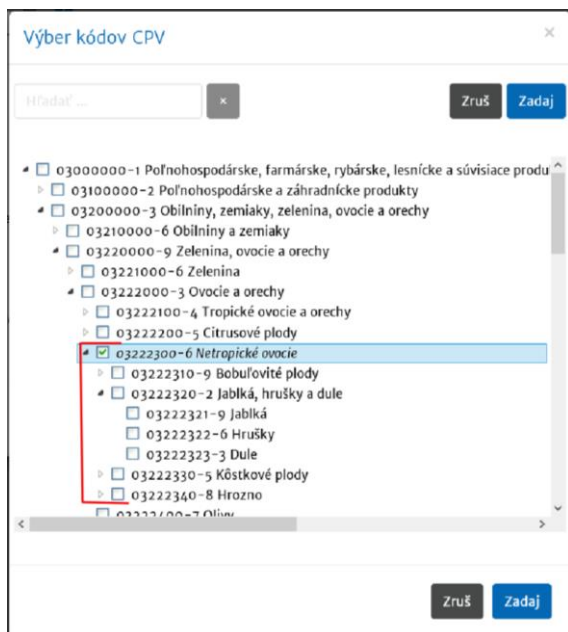 Výber kódov CPV
×
Hľadať ...
×
Zruš
Zadaj
03000000-1 Poľnohospodárske, farmárske, rybárske, lesnícke a súvisiace produ
03100000-2 Poľnohospodárske a záhradnícke produkty
03200000-3 Obilniny, zemiaky, zelenina, ovocie a orechy
03210000-6 Obilniny a zemiaky
03220000-9 Zelenina, ovocie a orechy
03221000-6 Zelenina
03222000-3 Ovocie a orechy
03222100-4 Tropické ovocie a orechy
03222200-5 Citrusové plody
03222300-6 Netropické ovocie
03222310-9 Bobuľovité plody
03222320-2 Jablká, hrušky a dule
03222321-9 Jablká
03222322-6 Hrušky
03222323-3 Dule
03222330-5 Kôstkové plody
03222340-8 Hrozno
03222400-7 Olivy
Zruš
Zadaj